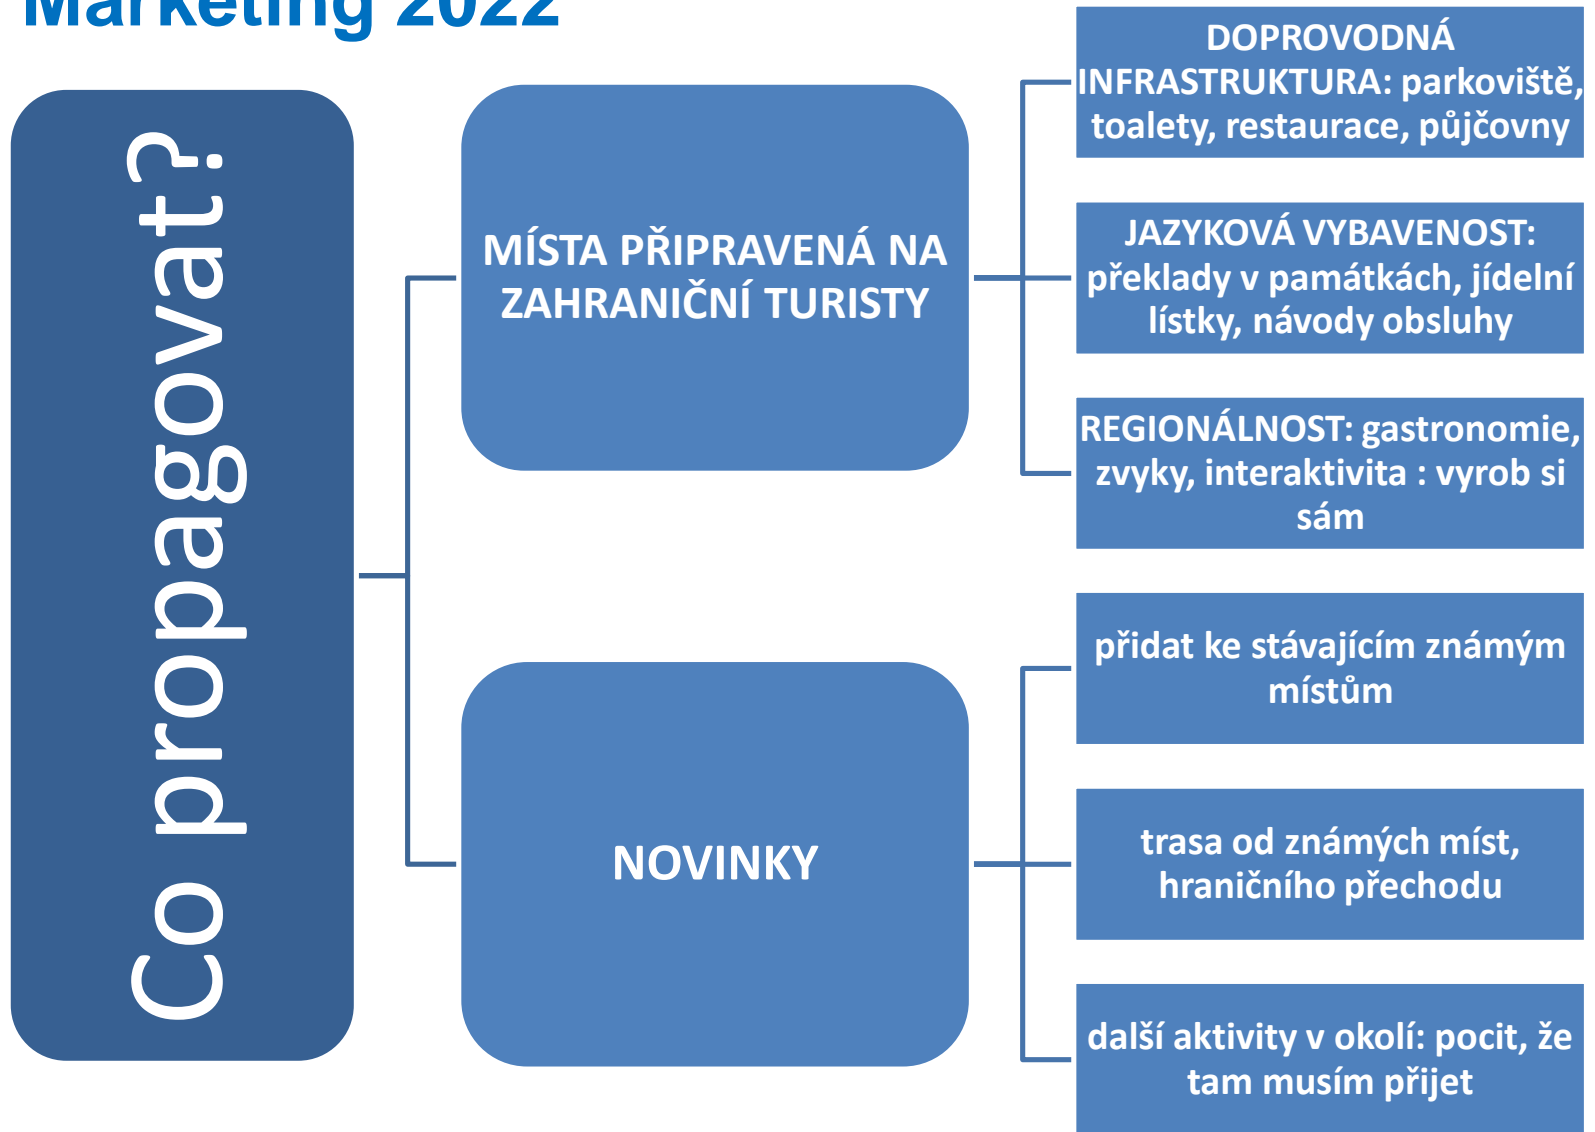 Marketing 2022
Co propagovat?
MÍSTA PŘIPRAVENÁ NA
ZAHRANIČNÍ TURISTY
DOPROVODNÁ
INFRASTRUKTURA: parkoviště,
toalety, restaurace, půjčovny
JAZYKOVÁ VYBAVENOST:
překlady v památkách, jídelní
lístky, návody obsluhy
REGIONÁLNOST: gastronomie,
zvyky, interaktivita : vyrob si
sám
NOVINKY
přidat ke stávajícím známým
místům
trasa od známých míst,
hraničního přechodu
další aktivity v okolí: pocit, že
tam musím přijet